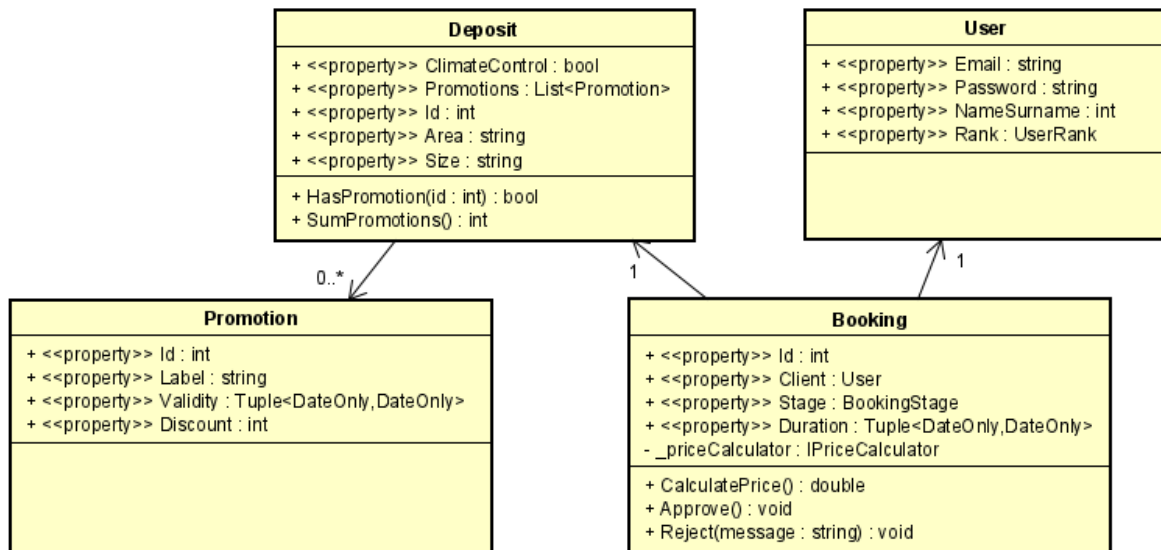 Deposit
+ <<property>> ClimateControl : bool
+ <<property>> Promotions : List<Promotion>
+ <<property>> Id : int
+ <<property>> Area : string
+ <<property>> Size : string
+ HasPromotion(id : int) : bool
+ SumPromotions() : int
User
+ <<property>> Email : string
+ <<property>> Password : string
+ <<property>> NameSurname : int
+ <<property>> Rank : UserRank
0..*
1
1
Promotion
+ <<property>> Id : int
+ <<property>> Label : string
+ <<property>> Validity : Tuple<DateOnly,DateOnly>
+ <<property>> Discount : int
Booking
+ <<property>> Id : int
+ <<property>> Client : User
+ <<property>> Stage : BookingStage
+ <<property>> Duration : Tuple<DateOnly,DateOnly>
- _priceCalculator : IPriceCalculator
+ CalculatePrice() : double
+ Approve() : void
+ Reject(message : string) : void